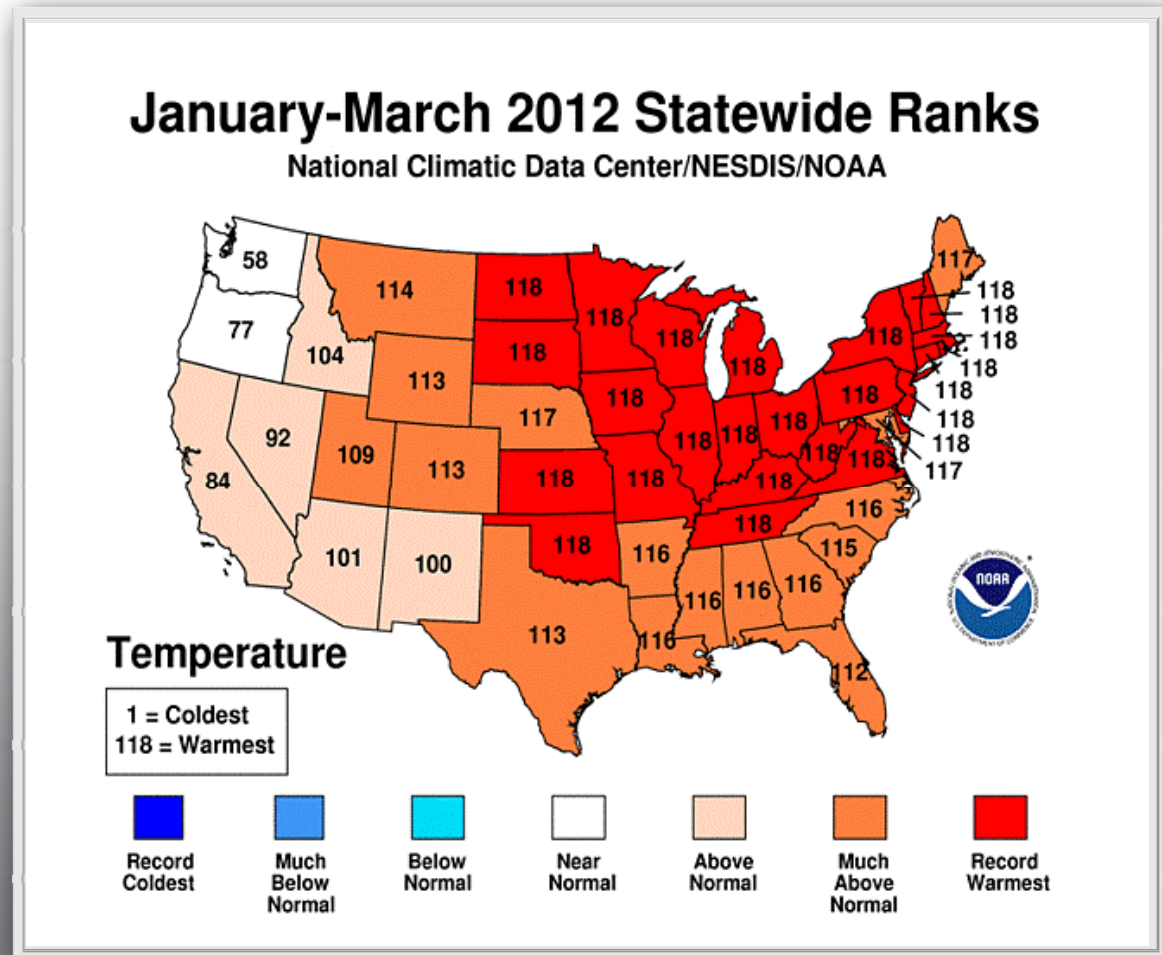 January-March 2012 Statewide Ranks
National Climatic Data Center/NESDIS/NOAA
58
117
114
118
118
118
77
118
118
118
118
104
118
118
118
113
118
118
118
117
118
118
92
109
113
118
118
118
118
118
118
118
117
84
118
118
118
116
101
100
118
116
115
116
116
116
NOAA
113
116
112
Temperature
1 = Coldest
118 = Warmest
Record
Coldest
Much
Below
Normal
Below
Normal
Near
Normal
Above
Normal
Much
Above
Normal
Record
Warmest